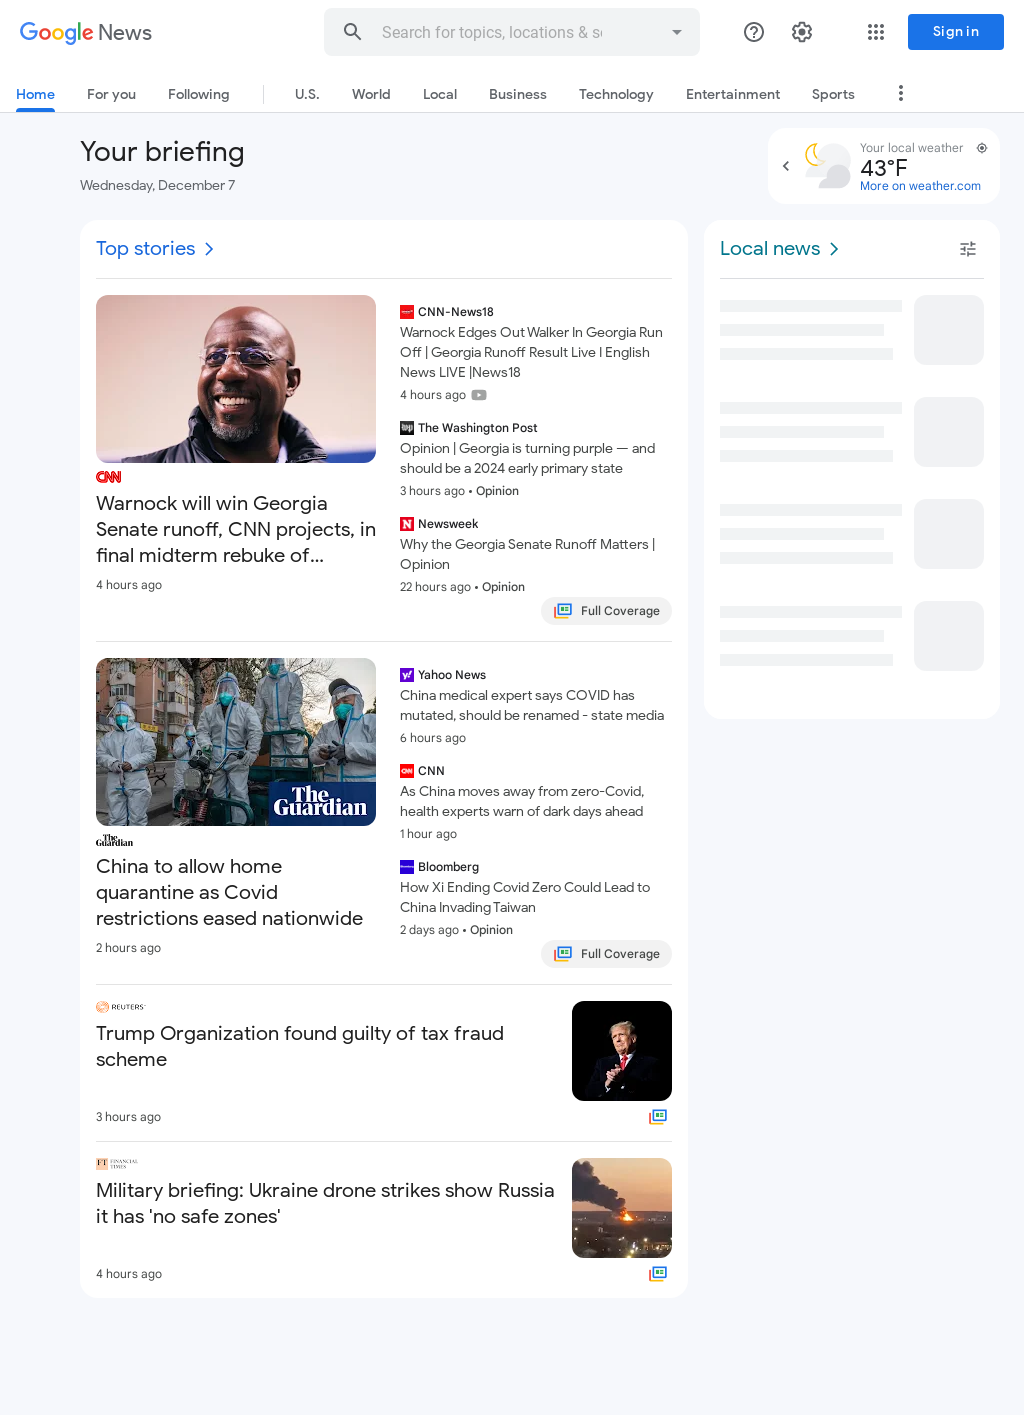 Google News
Search for topics, locations & so
Sign in
Home
For you
Following
U.S.
World
Local
Business
Technology
Entertainment
Sports
Your briefing
Wednesday, December 7
Your local weather
43°F
More on weather.com
Top stories
CNN
Warnock will win Georgia
Senate runoff, CNN projects, in
final midterm rebuke of...
4 hours ago
CNN-News18
Warnock Edges Out Walker In Georgia Run
Off | Georgia Runoff Result Live I English
News LIVE |News18
4 hours ago
The Washington Post
Opinion | Georgia is turning purple — and
should be a 2024 early primary state
3 hours ago • Opinion
Newsweek
Why the Georgia Senate Runoff Matters |
Opinion
22 hours ago • Opinion
Full Coverage
The
Guardian
The
Guardian
China to allow home
quarantine as Covid
restrictions eased nationwide
2 hours ago
Yahoo News
China medical expert says COVID has
mutated, should be renamed - state media
6 hours ago
CNN
As China moves away from zero-Covid,
health experts warn of dark days ahead
1 hour ago
Bloomberg
How Xi Ending Covid Zero Could Lead to
China Invading Taiwan
2 days ago • Opinion
Full Coverage
REUTERS
Trump Organization found guilty of tax fraud
scheme
3 hours ago
FT FINANCIAL
TIMES
Military briefing: Ukraine drone strikes show Russia
it has 'no safe zones'
4 hours ago
Local news